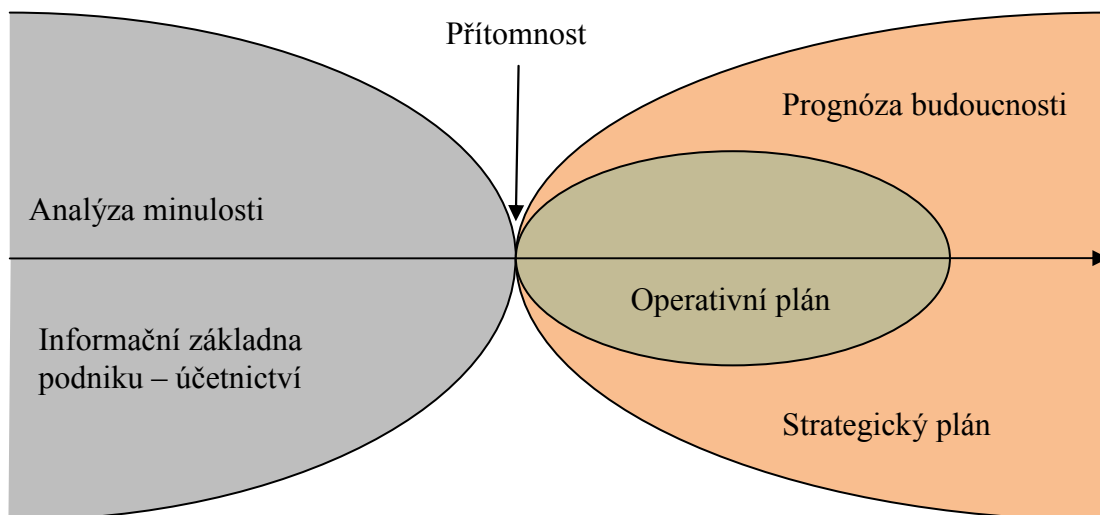 Přítomnost
Prognóza budoucnosti
Analýza minulosti
Operativní plán
Informační základna
podniku – účetnictví
Strategický plán